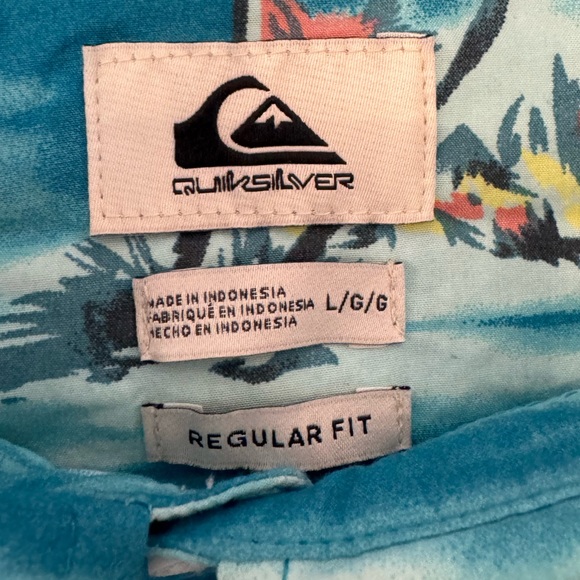 QUIKSILVER
MADE IN INDONESIA
FABRIQUÉ EN INDONESIA
HECHO EN INDONESIA
L/G/G
REGULAR FIT